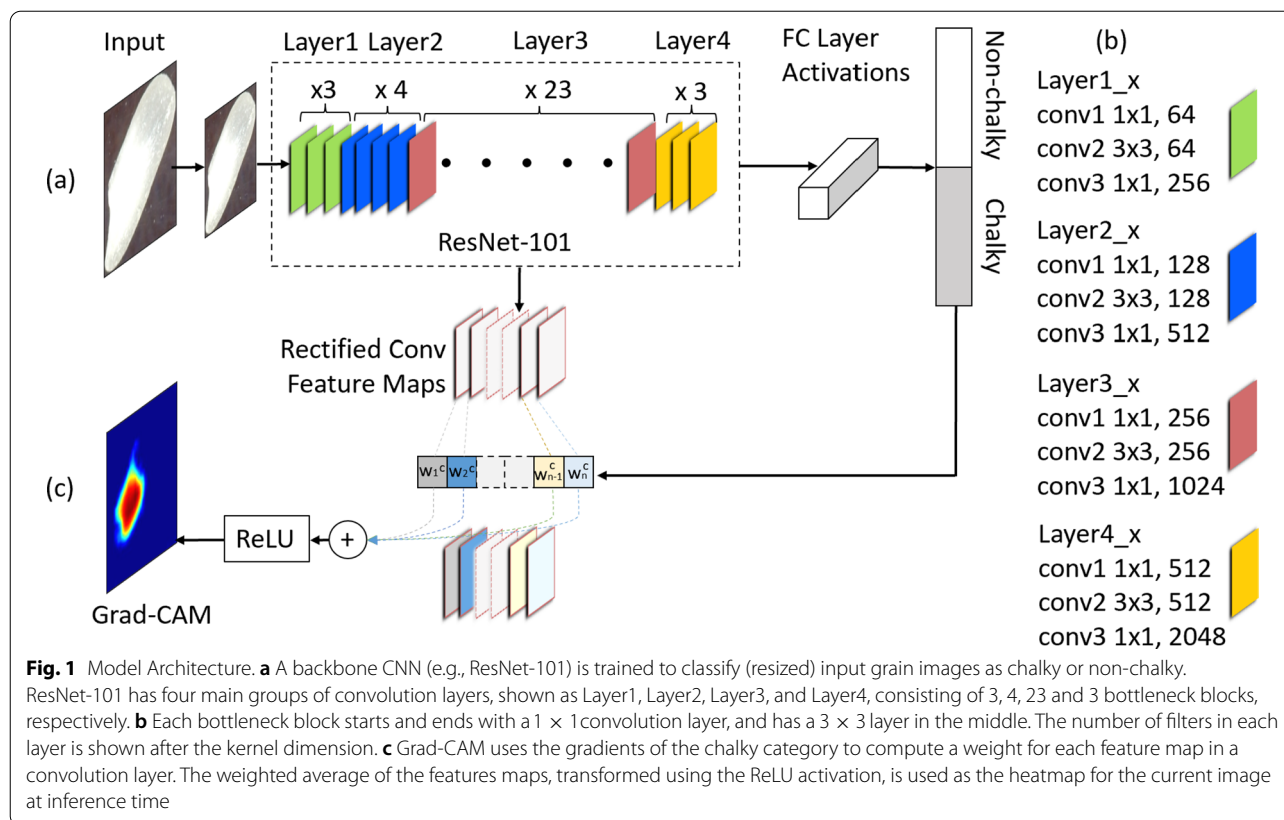 Input
Layer1 Layer2 Layer3 Layer4
x3 x 4 x 23 x 3
FC Layer
Activations
Non-chalky
Chalky
(a)
ResNet-101
Rectified Conv
Feature Maps
w1c w2c wcn-1 wcn
(c)
ReLU
+
Grad-CAM
(b)
Layer1_x
conv1 1x1, 64
conv2 3x3, 64
conv3 1x1, 256
Layer2_x
conv1 1x1, 128
conv2 3x3, 128
conv3 1x1, 512
Layer3_x
conv1 1x1, 256
conv2 3x3, 256
conv3 1x1, 1024
Layer4_x
conv1 1x1, 512
conv2 3x3, 512
conv3 1x1, 2048
Fig. 1 Model Architecture. a A backbone CNN (e.g., ResNet-101) is trained to classify (resized) input grain images as chalky or non-chalky.
ResNet-101 has four main groups of convolution layers, shown as Layer1, Layer2, Layer3, and Layer4, consisting of 3, 4, 23 and 3 bottleneck blocks,
respectively. b Each bottleneck block starts and ends with a 1 × 1 convolution layer, and has a 3 × 3 layer in the middle. The number of filters in each
layer is shown after the kernel dimension. c Grad-CAM uses the gradients of the chalky category to compute a weight for each feature map in a
convolution layer. The weighted average of the features maps, transformed using the ReLU activation, is used as the heatmap for the current image
at inference time